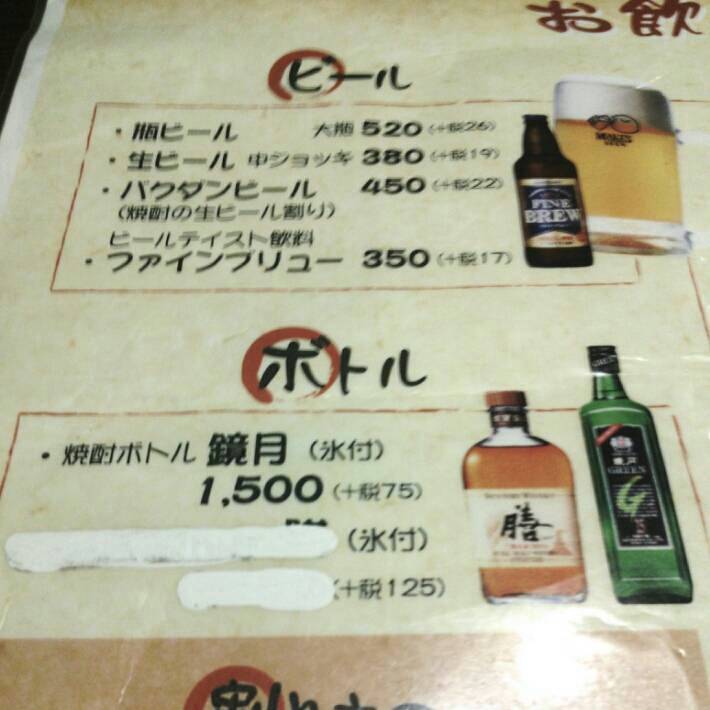 お飲
ビール
・瓶ビール 大瓶 520 (+税26)
・生ビール 中ジョッキ 380 (+税19)
・バクダンビール 450 (+税22)
(焼酎の生ビール割り)
ビールテイスト飲料
・ファインブリュー 350 (+税17)
FINE
BREW
ボトル
・焼酎ボトル 鏡月 (氷付)
1,500 (+税75)
(氷付)
(+税125)
膳
GREEN